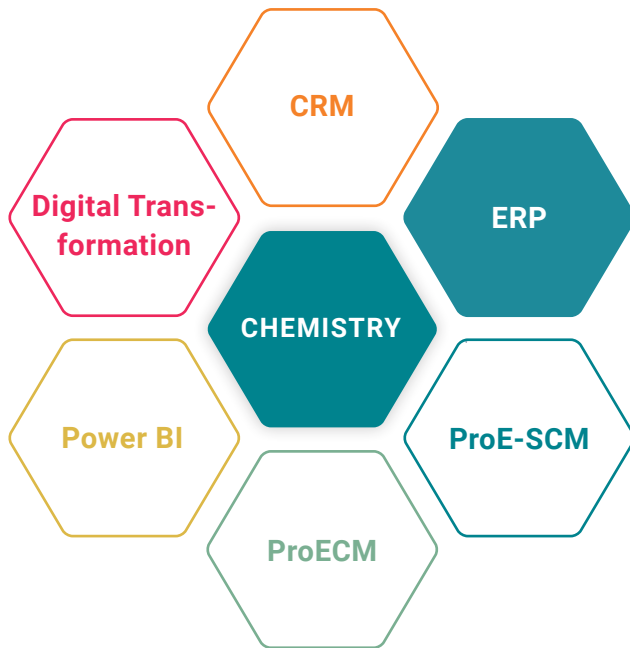 CRM
Digital Trans-
formation
ERP
CHEMISTRY
Power BI
ProE-SCM
ProECM